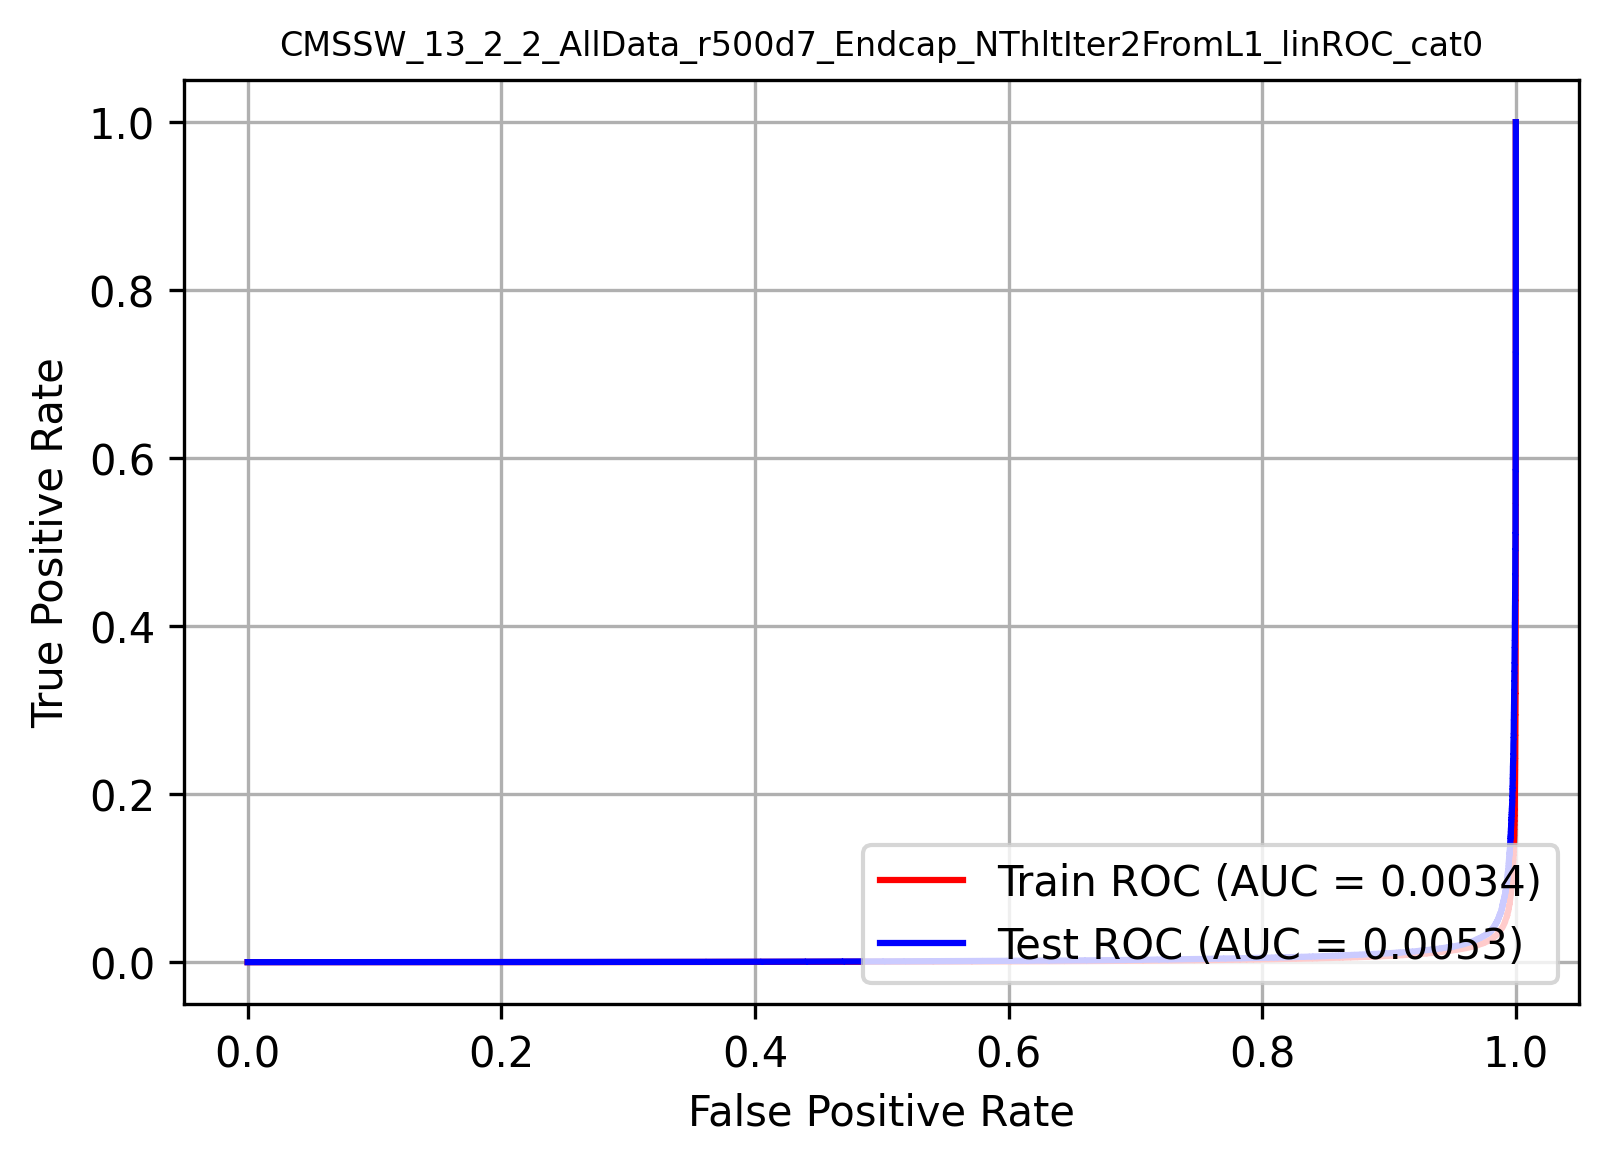 CMSSW_13_2_2_AllData_r500d7_Endcap_NThltIter2FromL1_linROC_cat0
1.0
0.8
0.6
0.4
0.2
0.0
True Positive Rate
Train ROC (AUC = 0.0034)
Test ROC (AUC = 0.0053)
0.0 0.2 0.4 0.6 0.8 1.0
False Positive Rate